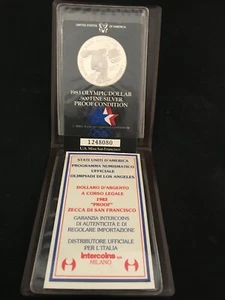 UNITED STATES OF AMERICA
1983 OLYMPIC DOLLAR
.900 FINE SILVER
PROOF CONDITION
1248080
U.S. Mint San Francisco
STATI UNITI D'AMERICA
PROGRAMMA NUMISMATICO
UFFICIALE
OLIMPIADI DI LOS ANGELES
DOLLARO D'ARGENTO
A CORSO LEGALE
1983
"PROOF"
ZECCA DI SAN FRANCISCO
GARANZIA INTERCOINS
DI AUTENTICITÀ E DI
REGOLARE IMPORTAZIONE
DISTRIBUTORE UFFICIALE
PER L'ITALIA
intercoins
MILANO